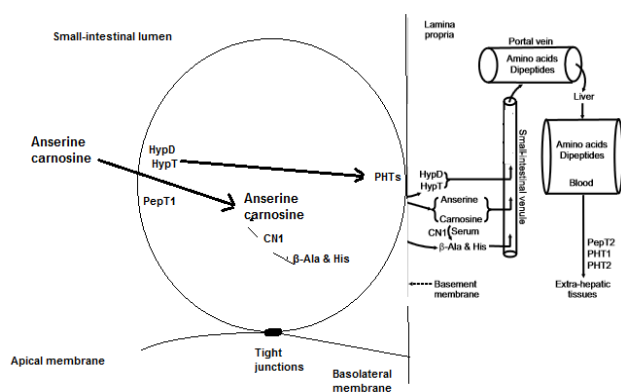 Small-intestinal lumen
Anserine
carnosine
HypD
HypT
PHTs
PepT1
Anserine
carnosine
CN1
β-Ala & His
Apical membrane
Tight
junctions
Basolateral
membrane
Lamina
propria
HypD
HypT
Anserine
Carnosine
CN1 Serum
β-Ala & His
Basement
membrane
Small-intestinal venule
Portal vein
Amino acids
Dipeptides
Liver
Amino acids
Dipeptides
Blood
PepT2
PHT1
PHT2
Extra-hepatic
tissues